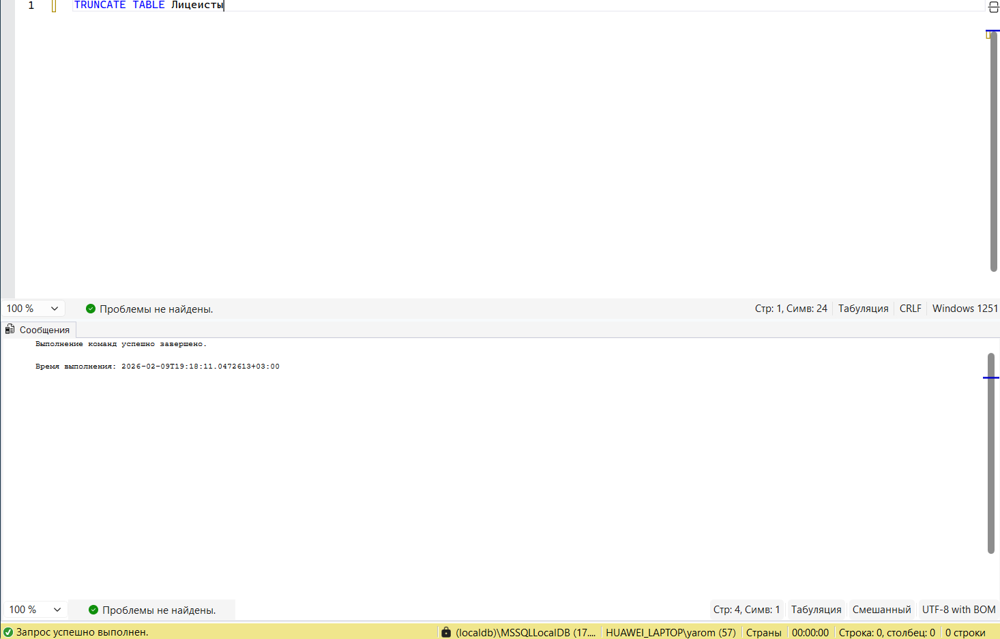 1 TRUNCATE TABLE Лицеисты
100 % Проблемы не найдены. Стр: 1, Симв: 24 Табуляция CRLF Windows 1251
Сообщения
Выполнение команд успешно завершено.
Время выполнения: 2026-02-09T19:18:11.0472613+03:00
100 % Проблемы не найдены. Стр: 4, Симв: 1 Табуляция Смешанный UTF-8 with BOM
Запрос успешно выполнен. (localdb)\MSSQLLocalDB (17.... HUAWEI_LAPTOP\yarom (57) Страны 00:00:00 Строка: 0, столбец: 0 0 строки